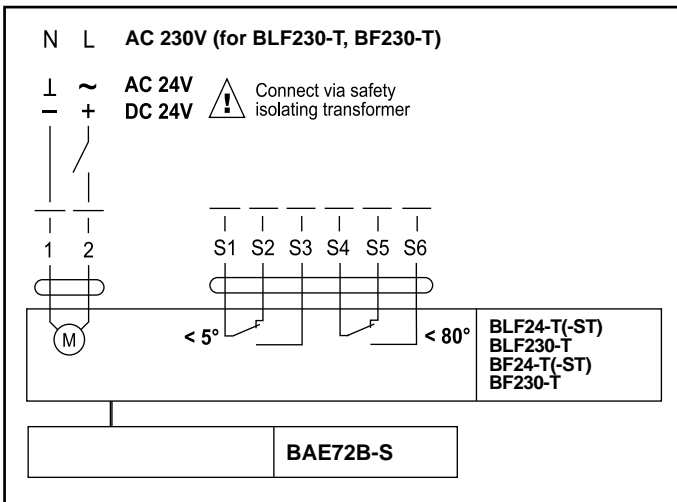 N L AC 230V (for BLF230-T, BF230-T)
⊥ ~ AC 24V
– + DC 24V
! Connect via safety
isolating transformer
1 2 S1 S2 S3 S4 S5 S6
M < 5° < 80°
BLF24-T(-ST)
BLF230-T
BF24-T(-ST)
BF230-T
BAE72B-S